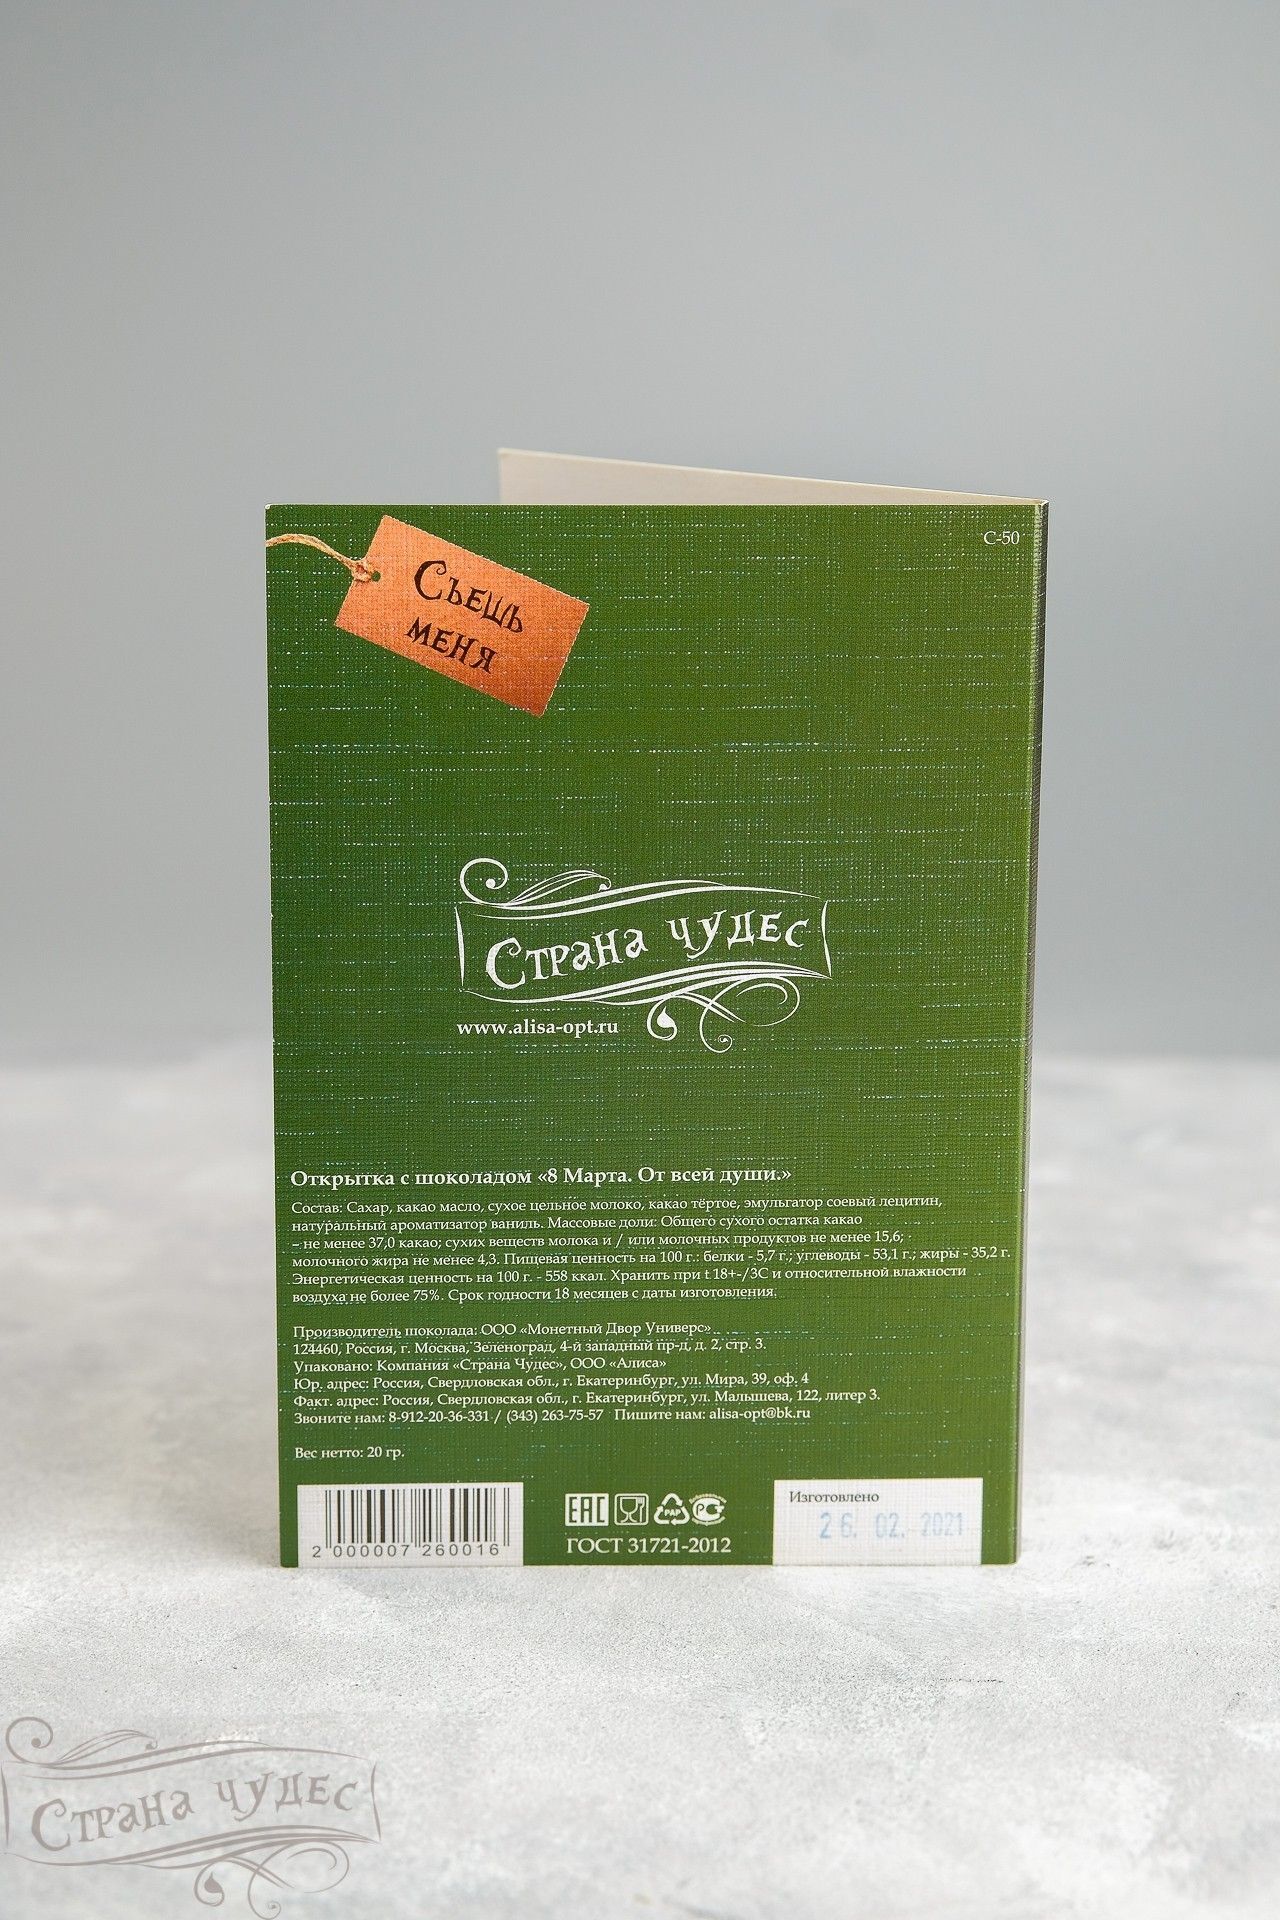 С-50
Съешь
меня
Страна чудес
www.alisa-opt.ru
Открытка с шоколадом «8 Марта. От всей души.»
Состав: Сахар, какао масло, сухое цельное молоко, какао тёртое, эмульгатор соевый лецитин,
натуральный ароматизатор ваниль. Массовые доли: Общего сухого остатка какао
– не менее 37,0 какао; сухих веществ молока и / или молочных продуктов не менее 15,6;
молочного жира не менее 4,3. Пищевая ценность на 100 г.: белки - 5,7 г.; углеводы - 53,1 г.; жиры - 35,2 г.
Энергетическая ценность на 100 г. - 558 ккал. Хранить при t 18+-/3С и относительной влажности
воздуха не более 75%. Срок годности 18 месяцев с даты изготовления.
Производитель шоколада: ООО «Монетный Двор Универс»
124460, Россия, г. Москва, Зеленоград, 4-й западный пр-д, д. 2, стр. 3.
Упаковано: Компания «Страна Чудес», ООО «Алиса»
Юр. адрес: Россия, Свердловская обл., г. Екатеринбург, ул. Мира, 39, оф. 4
Факт. адрес: Россия, Свердловская обл., г. Екатеринбург, ул. Малышева, 122, литер 3.
Звоните нам: 8-912-20-36-331 / (343) 263-75-57 Пишите нам: alisa-opt@bk.ru
Вес нетто: 20 гр.
2 000007 260016
EAC PAP
ГОСТ 31721-2012
Изготовлено
26. 02. 2021
Страна чудес